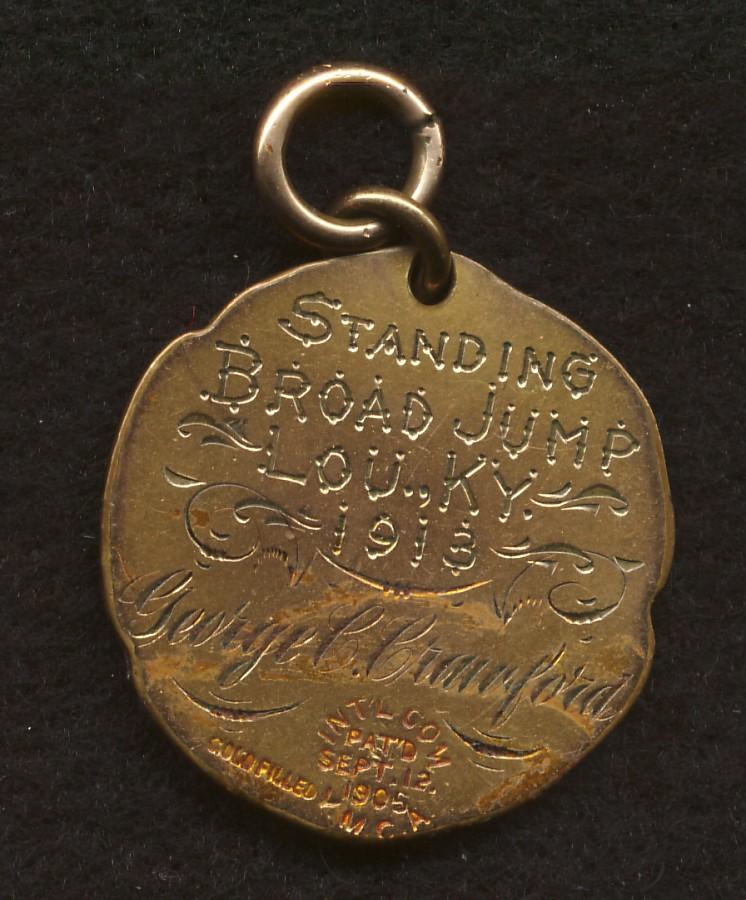 STANDING
BROAD JUMP
LOU., KY.
1913
George C. Crawford
INT'L COM
PAT'D
SEPT. 12.
1905
M. C. A
GOLD FILLED